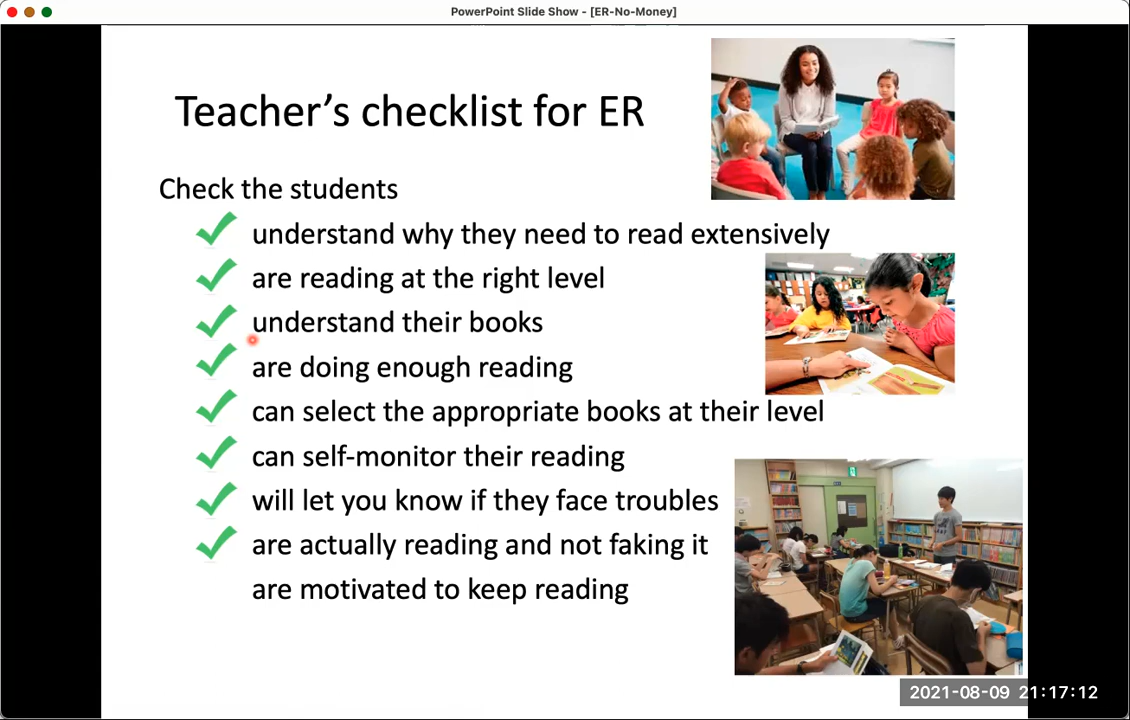 PowerPoint Slide Show - [ER-No-Money]
Teacher's checklist for ER
Check the students
understand why they need to read extensively
are reading at the right level
understand their books
are doing enough reading
can select the appropriate books at their level
can self-monitor their reading
will let you know if they face troubles
are actually reading and not faking it
are motivated to keep reading
2021-08-09 21:17:12